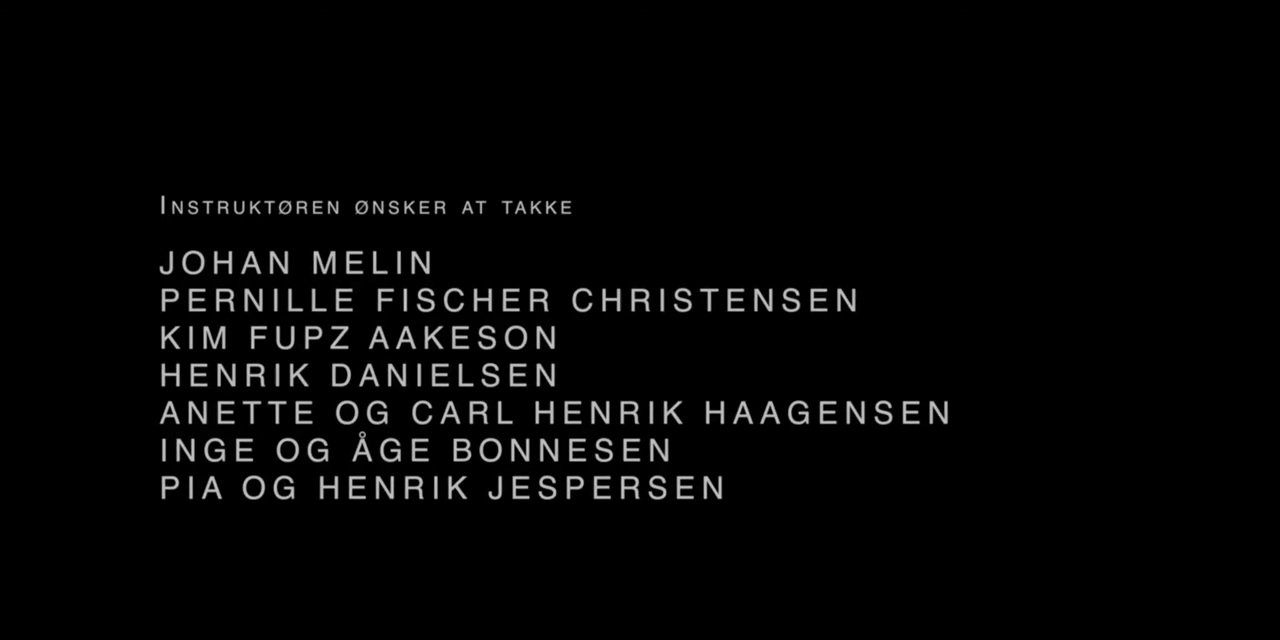 Instruktøren ønsker at takke
JOHAN MELIN
PERNILLE FISCHER CHRISTENSEN
KIM FUPZ AAKESON
HENRIK DANIELSEN
ANETTE OG CARL HENRIK HAAGENSEN
INGE OG ÅGE BONNESEN
PIA OG HENRIK JESPERSEN